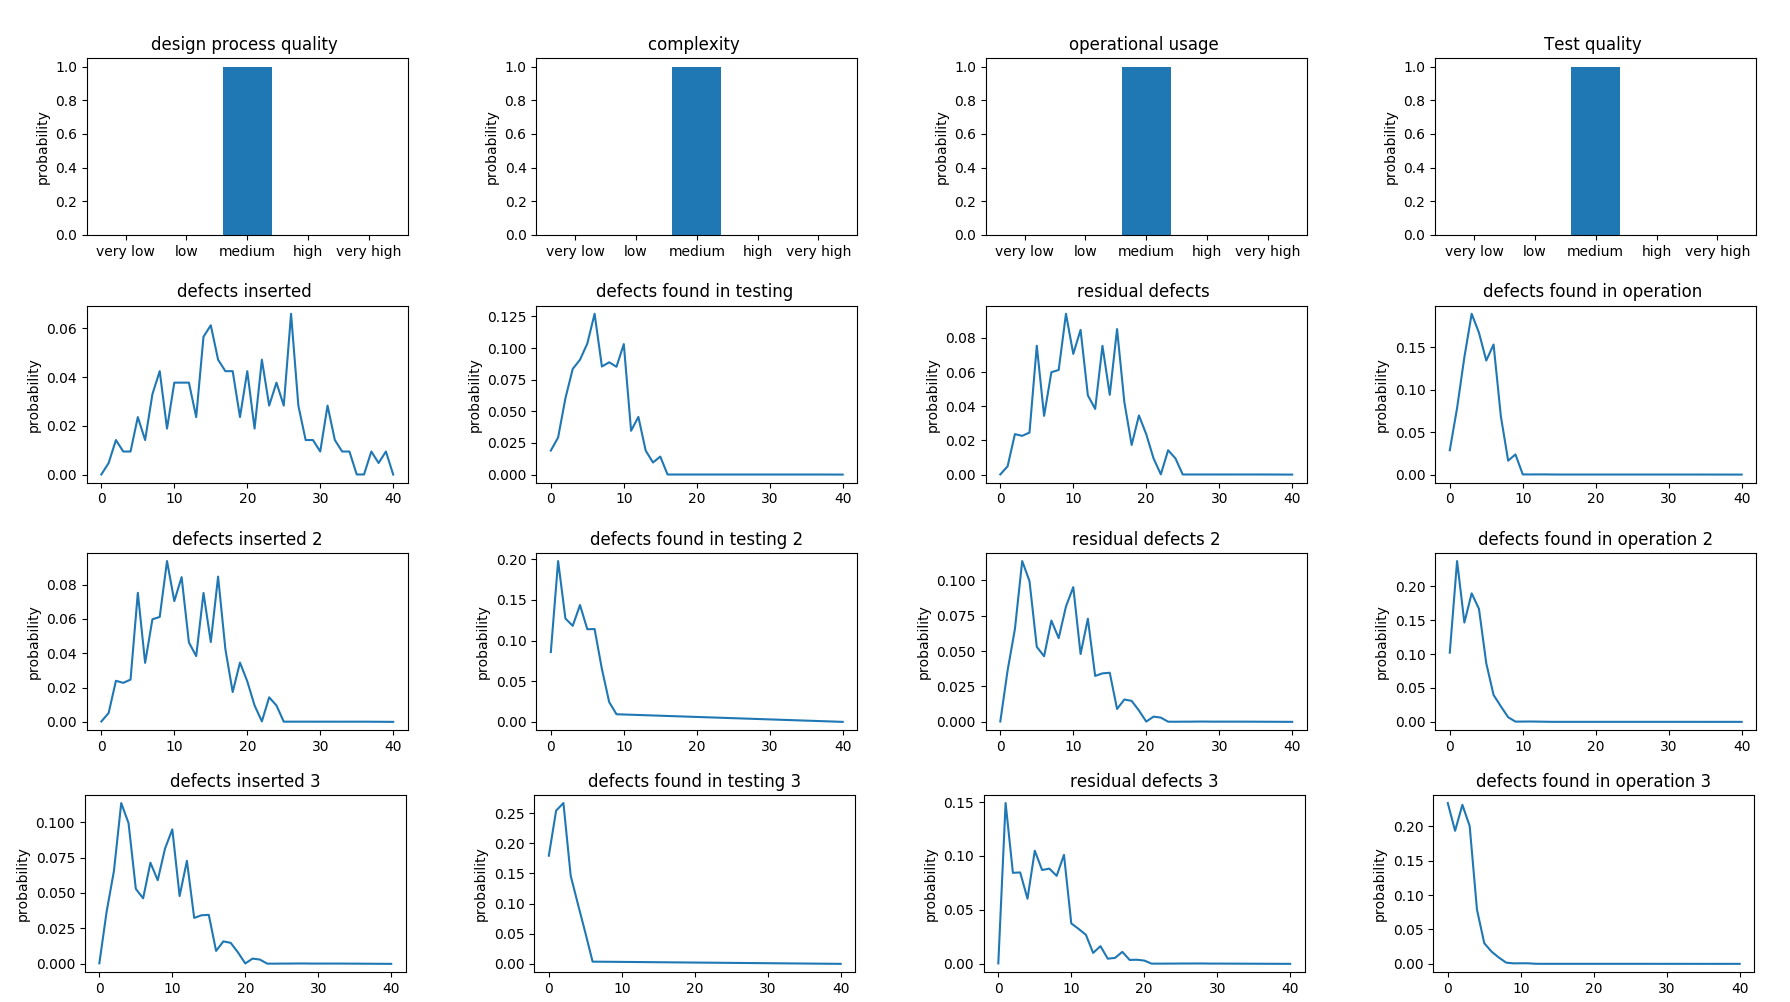 design process quality
complexity
operational usage
Test quality
probability
1.0
0.8
0.6
0.4
0.2
0.0
very low low medium high very high
probability
1.0
0.8
0.6
0.4
0.2
0.0
very low low medium high very high
probability
1.0
0.8
0.6
0.4
0.2
0.0
very low low medium high very high
probability
1.0
0.8
0.6
0.4
0.2
0.0
very low low medium high very high
defects inserted
probability
0.06
0.04
0.02
0.00
0 10 20 30 40
defects found in testing
probability
0.125
0.100
0.075
0.050
0.025
0.000
0 10 20 30 40
residual defects
probability
0.08
0.06
0.04
0.02
0.00
0 10 20 30 40
defects found in operation
probability
0.15
0.10
0.05
0.00
0 10 20 30 40
defects inserted 2
probability
0.08
0.06
0.04
0.02
0.00
0 10 20 30 40
defects found in testing 2
probability
0.20
0.15
0.10
0.05
0.00
0 10 20 30 40
residual defects 2
probability
0.100
0.075
0.050
0.025
0.000
0 10 20 30 40
defects found in operation 2
probability
0.20
0.15
0.10
0.05
0.00
0 10 20 30 40
defects inserted 3
probability
0.100
0.075
0.050
0.025
0.000
0 10 20 30 40
defects found in testing 3
probability
0.25
0.20
0.15
0.10
0.05
0.00
0 10 20 30 40
residual defects 3
probability
0.15
0.10
0.05
0.00
0 10 20 30 40
defects found in operation 3
probability
0.20
0.15
0.10
0.05
0.00
0 10 20 30 40